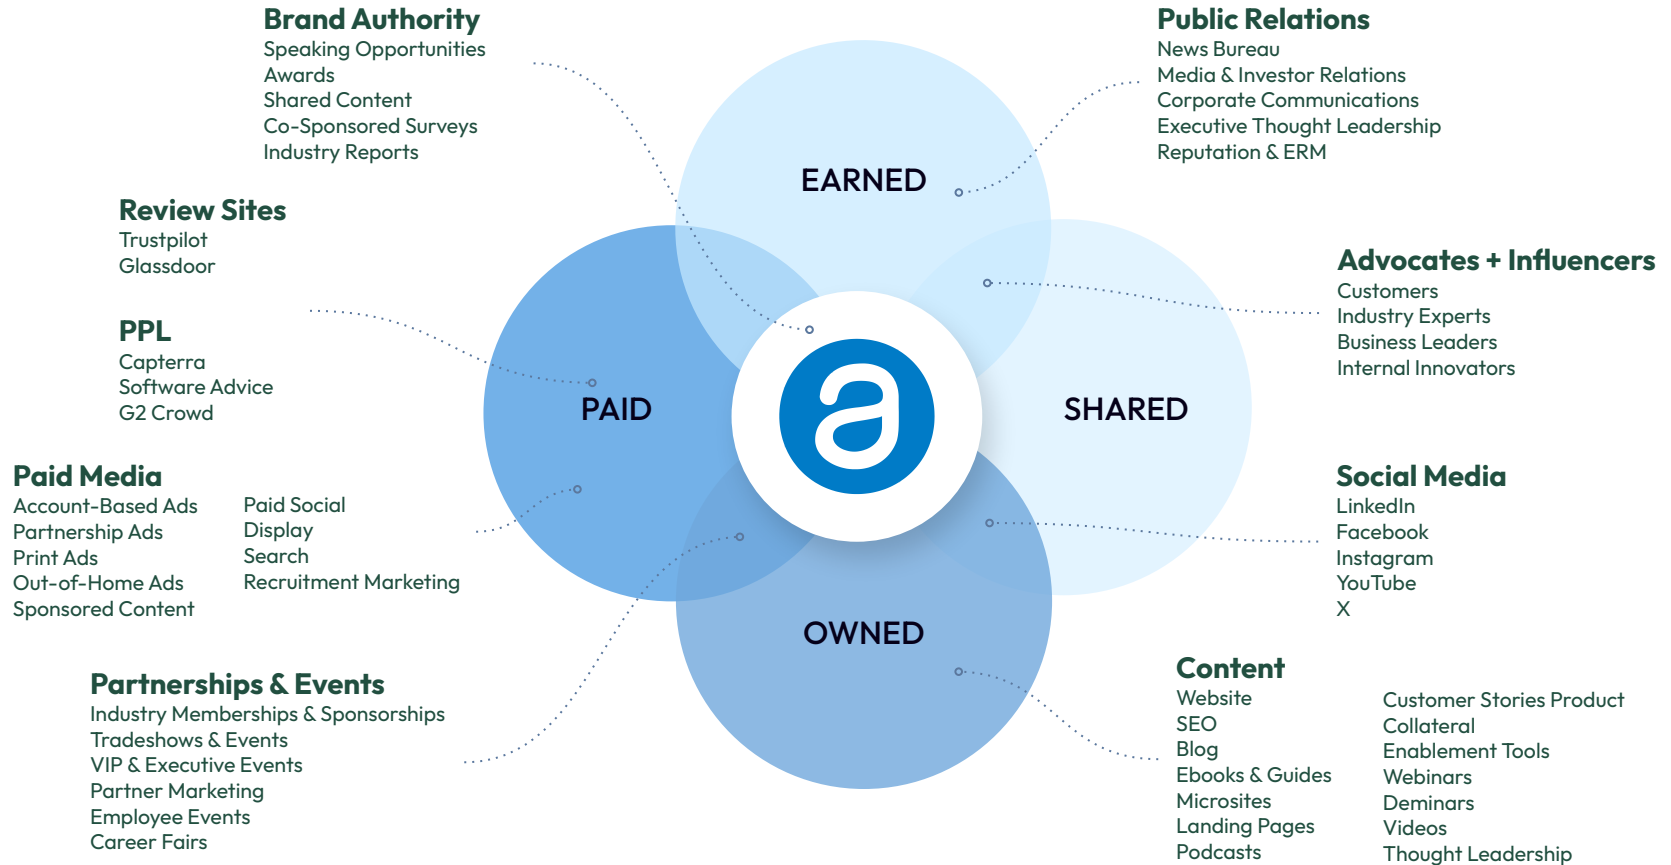 Brand Authority
Speaking Opportunities
Awards
Shared Content
Co-Sponsored Surveys
Industry Reports
Public Relations
News Bureau
Media & Investor Relations
Corporate Communications
Executive Thought Leadership
Reputation & ERM
EARNED
Review Sites
Trustpilot
Glassdoor
PPL
Capterra
Software Advice
G2 Crowd
Advocates + Influencers
Customers
Industry Experts
Business Leaders
Internal Innovators
PAID
a
SHARED
Paid Media
Account-Based Ads
Partnership Ads
Print Ads
Out-of-Home Ads
Sponsored Content
Paid Social
Display
Search
Recruitment Marketing
Social Media
LinkedIn
Facebook
Instagram
YouTube
X
OWNED
Partnerships & Events
Industry Memberships & Sponsorships
Tradeshows & Events
VIP & Executive Events
Partner Marketing
Employee Events
Career Fairs
Content
Website
SEO
Blog
Ebooks & Guides
Microsites
Landing Pages
Podcasts
Customer Stories Product
Collateral
Enablement Tools
Webinars
Deminars
Videos
Thought Leadership